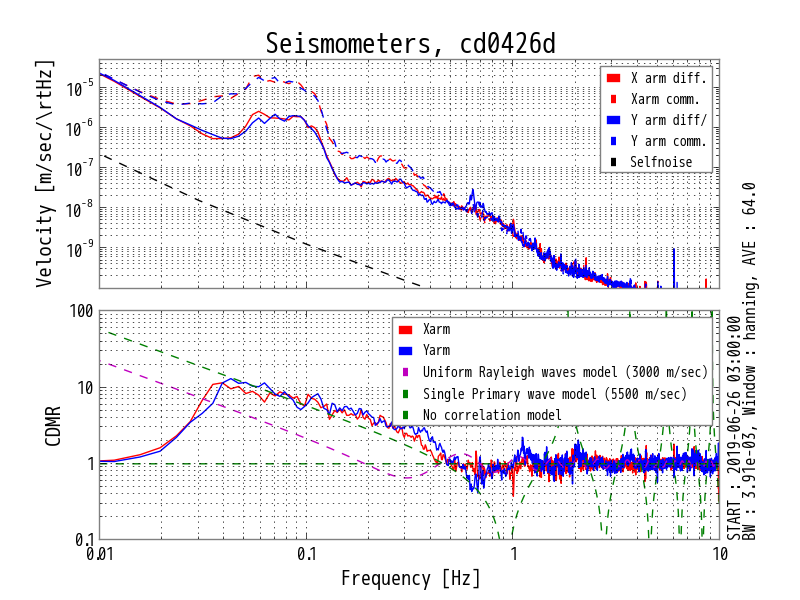 Seismometers, cd0426d
Velocity [m/sec/\rtHz]
10^-5
10^-6
10^-7
10^-8
10^-9
X arm diff.
Xarm comm.
Y arm diff/
Y arm comm.
Selfnoise
CDMR
100
10
1
0.1
Xarm
Yarm
Uniform Rayleigh waves model (3000 m/sec)
Single Primary wave model (5500 m/sec)
No correlation model
0.01
0.1
1
10
Frequency [Hz]
START : 2019-06-26 03:00:00
BW : 3.91e-03, Window : hanning, AVE : 64.0